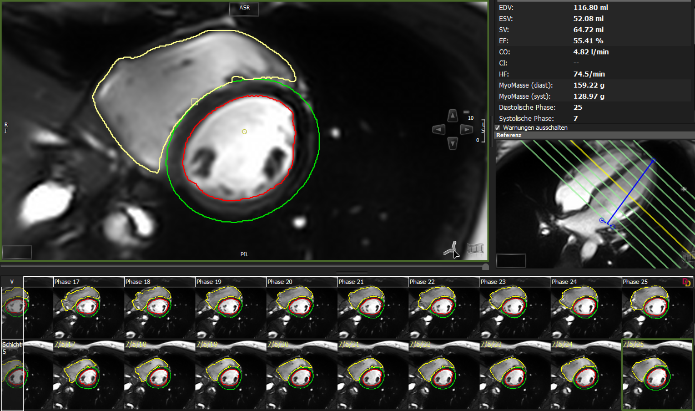 ASR
R
I
10
0
PIL
EDV: 116.80 ml
ESV: 52.08 ml
SV: 64.72 ml
EF: 55.41 %
CO: 4.82 l/min
CI: --
HF: 74.5/min
MyoMasse (diast): 159.22 g
MyoMasse (syst): 128.97 g
Diastolische Phase: 25
Systolische Phase: 7
Warnungen ausschalten
Referenz
Phase 17 Phase 18 Phase 19 Phase 20 Phase 21 Phase 22 Phase 23 Phase 24 Phase 25
Schicht
5